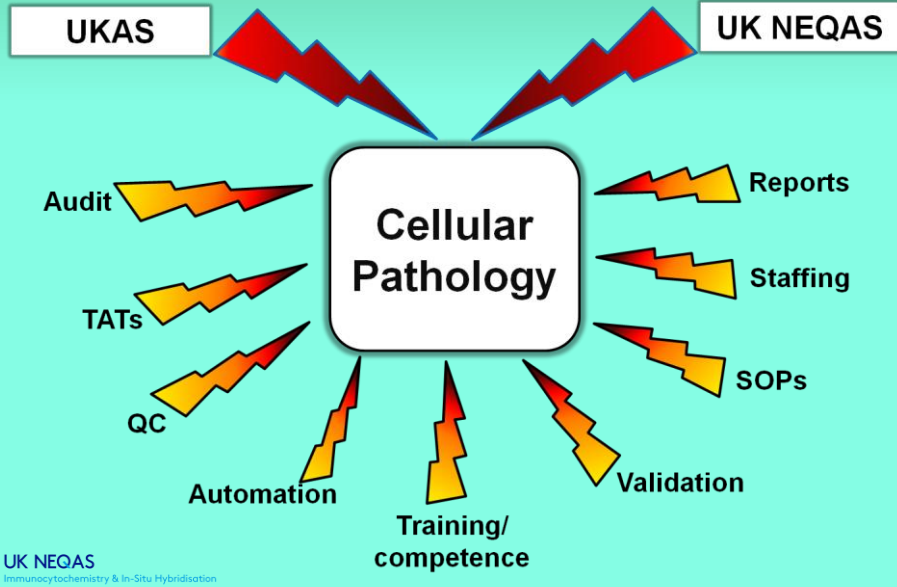 UKAS
UK NEQAS
Cellular
Pathology
Audit
TATs
QC
Automation
Training/
competence
Validation
SOPs
Staffing
Reports
UK NEQAS
Immunocytochemistry & In-Situ Hybridisation